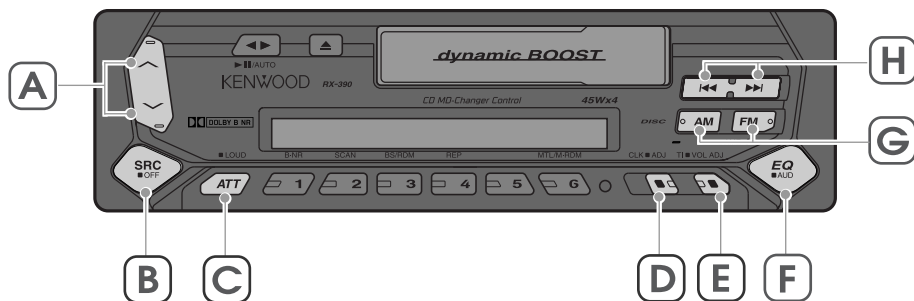 A
H
dynamic BOOST
▶▮▮/AUTO
KENWOOD RX-390
CD MD-Changer Control 45Wx4
DOLBY B NR
DISC
AM FM
G
SRC
■OFF
■LOUD B-NR SCAN BS/RDM REP MTL/M-RDM CLK■ADJ TI■VOL ADJ
EQ
■AUD
ATT 1 2 3 4 5 6
B C D E F